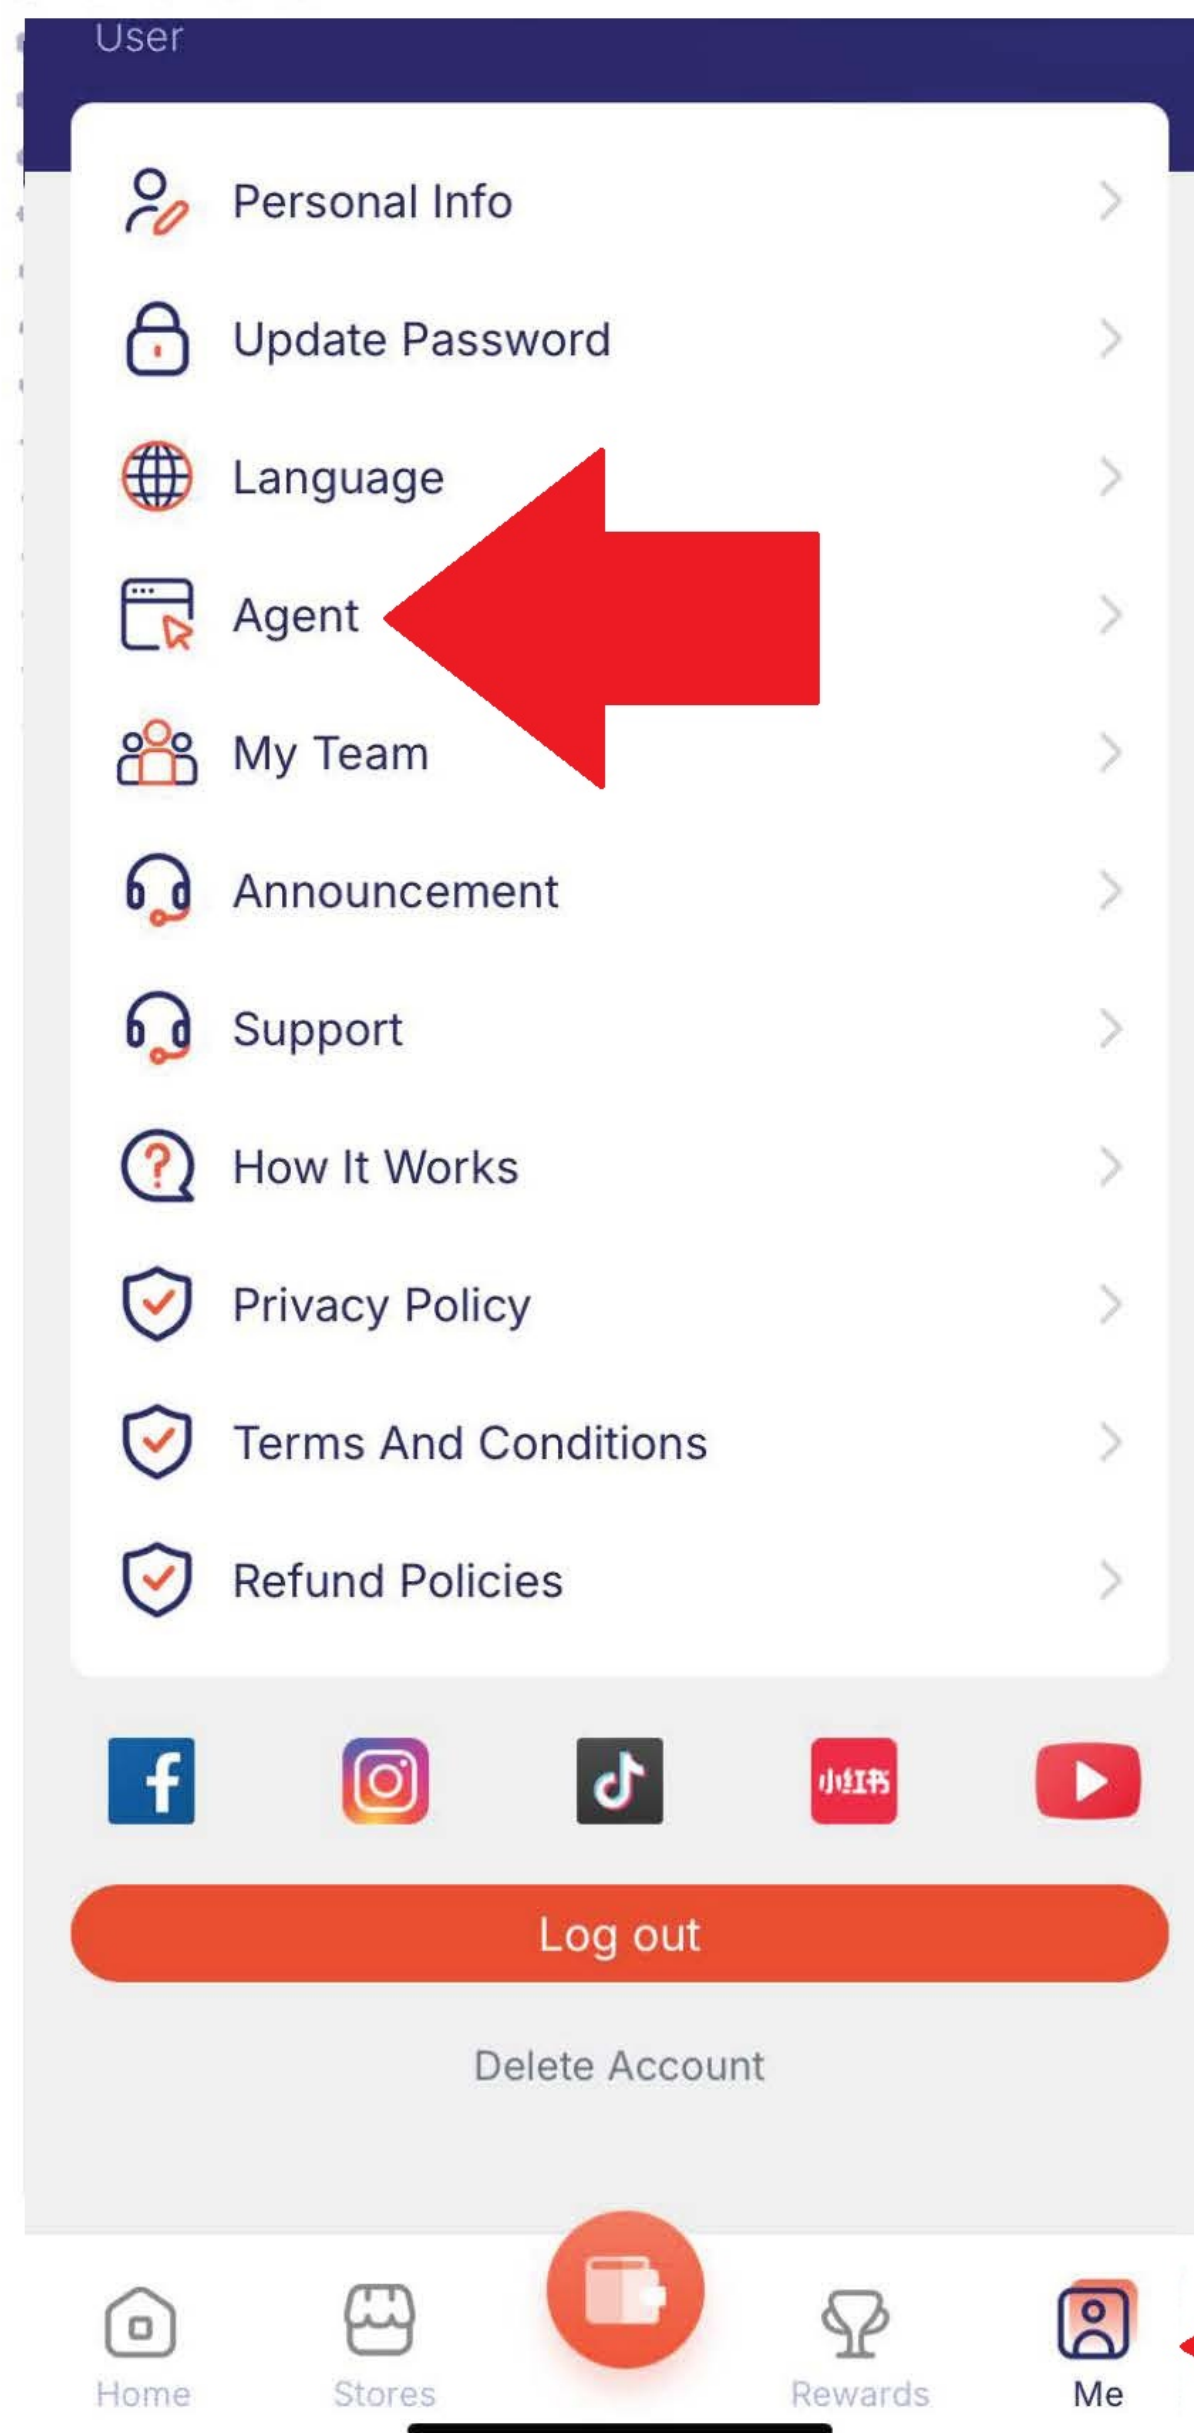 User
Personal Info
Update Password
Language
Agent
My Team
Announcement
Support
How It Works
Privacy Policy
Terms And Conditions
Refund Policies
f
小红书
Log out
Delete Account
Home
Stores
Rewards
Me